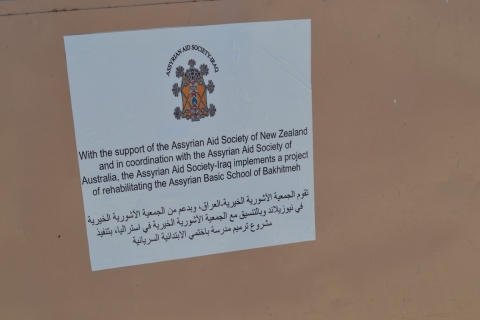 ASSYRIAN AID SOCIETY-IRAQ
With the support of the Assyrian Aid Society of New Zealand
and in coordination with the Assyrian Aid Society of
Australia, the Assyrian Aid Society-Iraq implements a project
of rehabilitating the Assyrian Basic School of Bakhitmeh
تقوم الجمعية الآشورية الخيرية-العراق، وبدعم من الجمعية الآشورية الخيرية
في نيوزيلاند وبالتنسيق مع الجمعية الآشورية الخيرية في استراليا، بتنفيذ
مشروع ترميم مدرسة باختمي الابتدائية السريانية